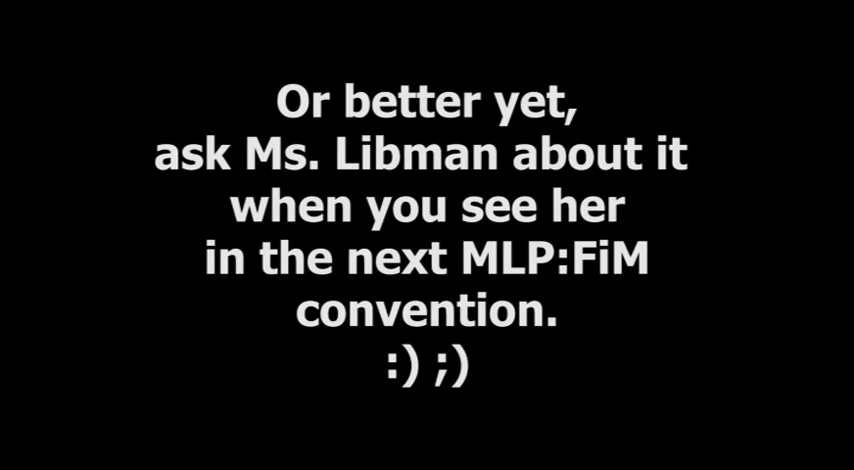 Or better yet,
ask Ms. Libman about it
when you see her
in the next MLP:FiM
convention.
:) ;)